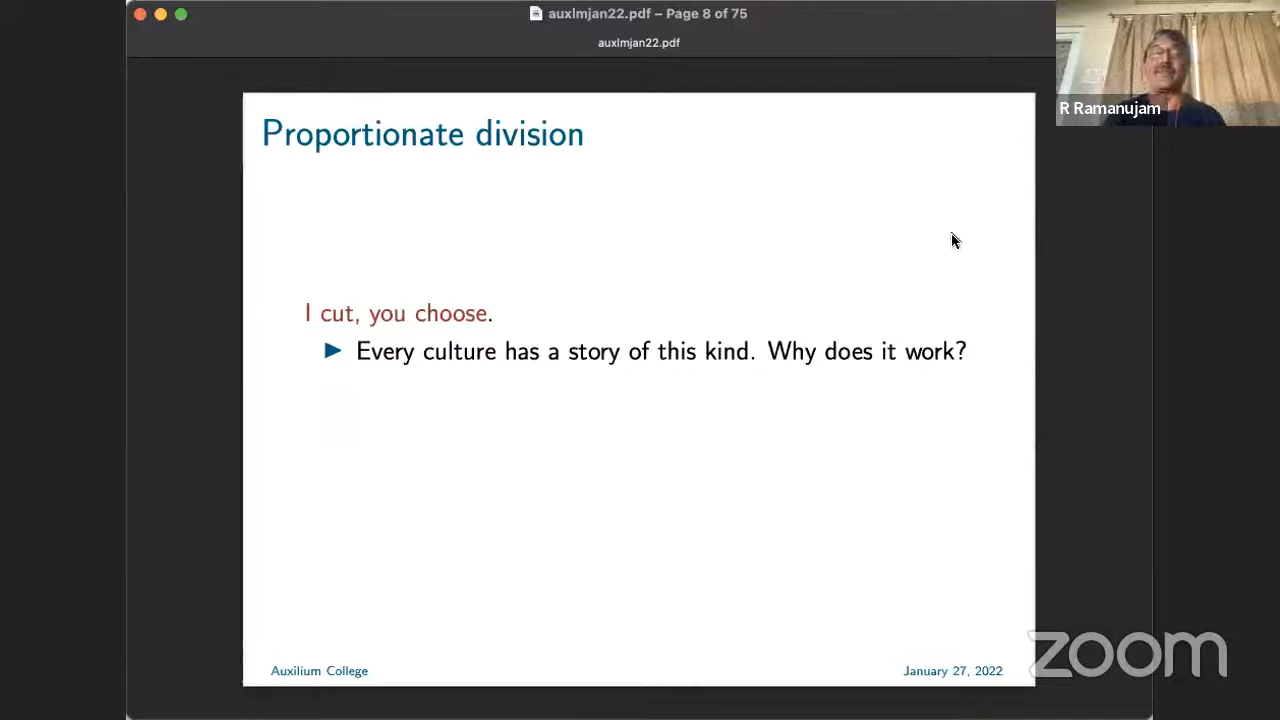 auxlmjan22.pdf – Page 8 of 75
auxlmjan22.pdf
R Ramanujam
Proportionate division
I cut, you choose.
Every culture has a story of this kind. Why does it work?
Auxilium College
January 27, 2022
zoom